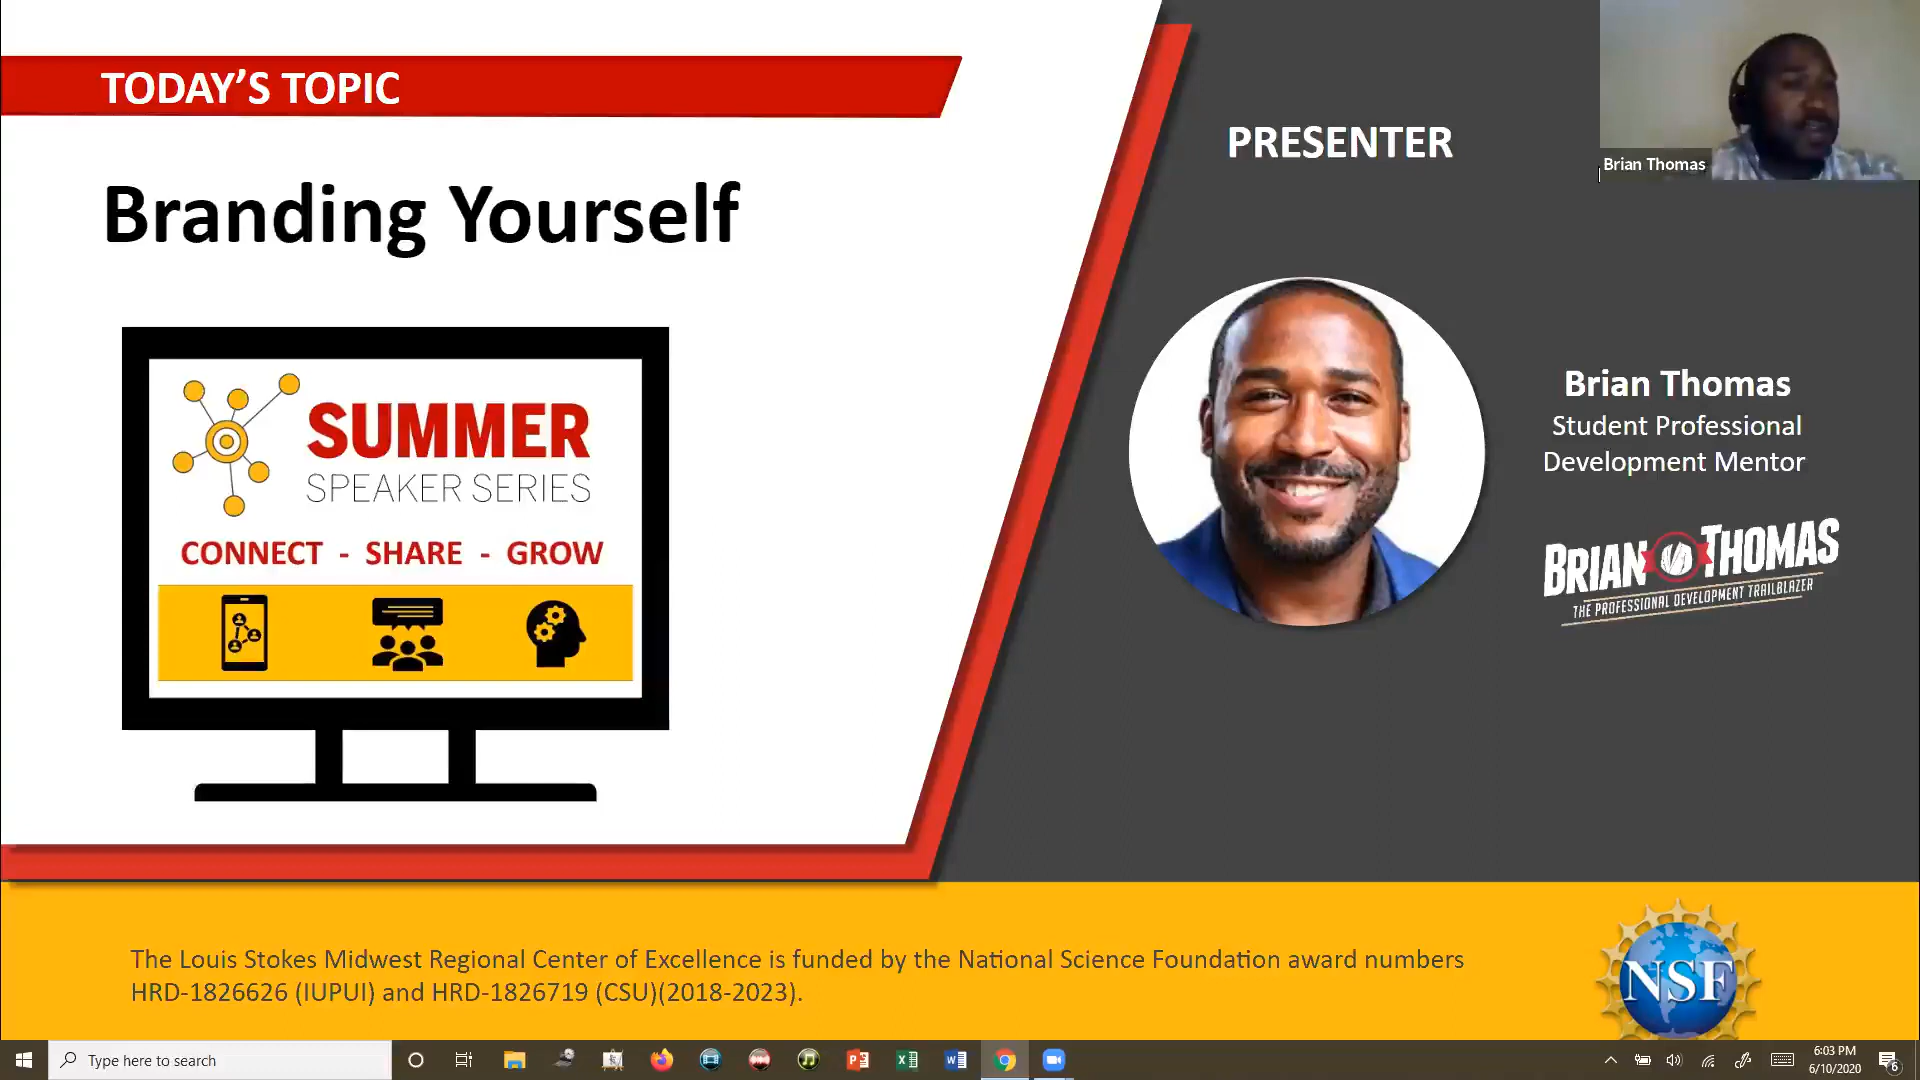 TODAY'S TOPIC
Branding Yourself
SUMMER
SPEAKER SERIES
CONNECT - SHARE - GROW
PRESENTER
Brian Thomas
Brian Thomas
Student Professional
Development Mentor
BRIAN THOMAS
THE PROFESSIONAL DEVELOPMENT TRAILBLAZER
The Louis Stokes Midwest Regional Center of Excellence is funded by the National Science Foundation award numbers
HRD-1826626 (IUPUI) and HRD-1826719 (CSU)(2018-2023).
NSF
Type here to search
6:03 PM
6/10/2020
6